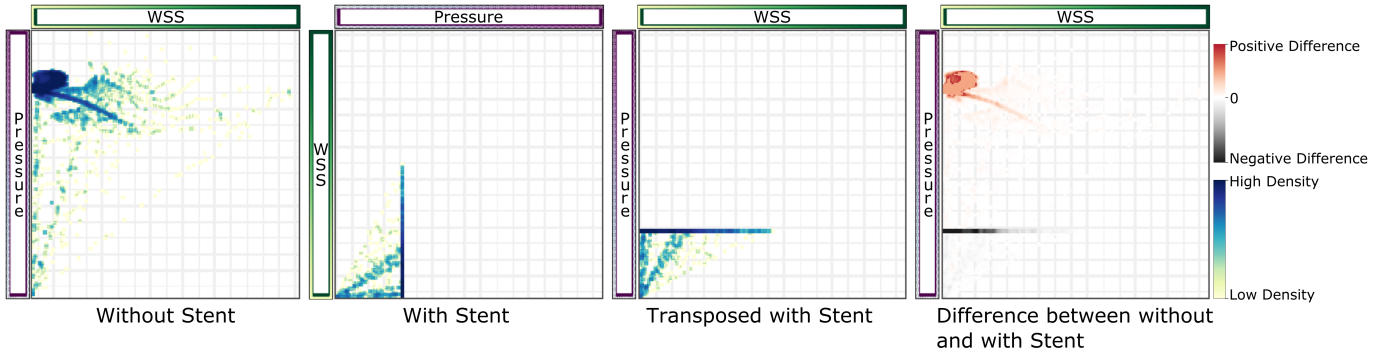 WSS
Pressure
WSS
WSS
Pressure
WSS
Pressure
Pressure
Positive Difference
0
Negative Difference
High Density
Low Density
Without Stent
With Stent
Transposed with Stent
Difference between without
and with Stent